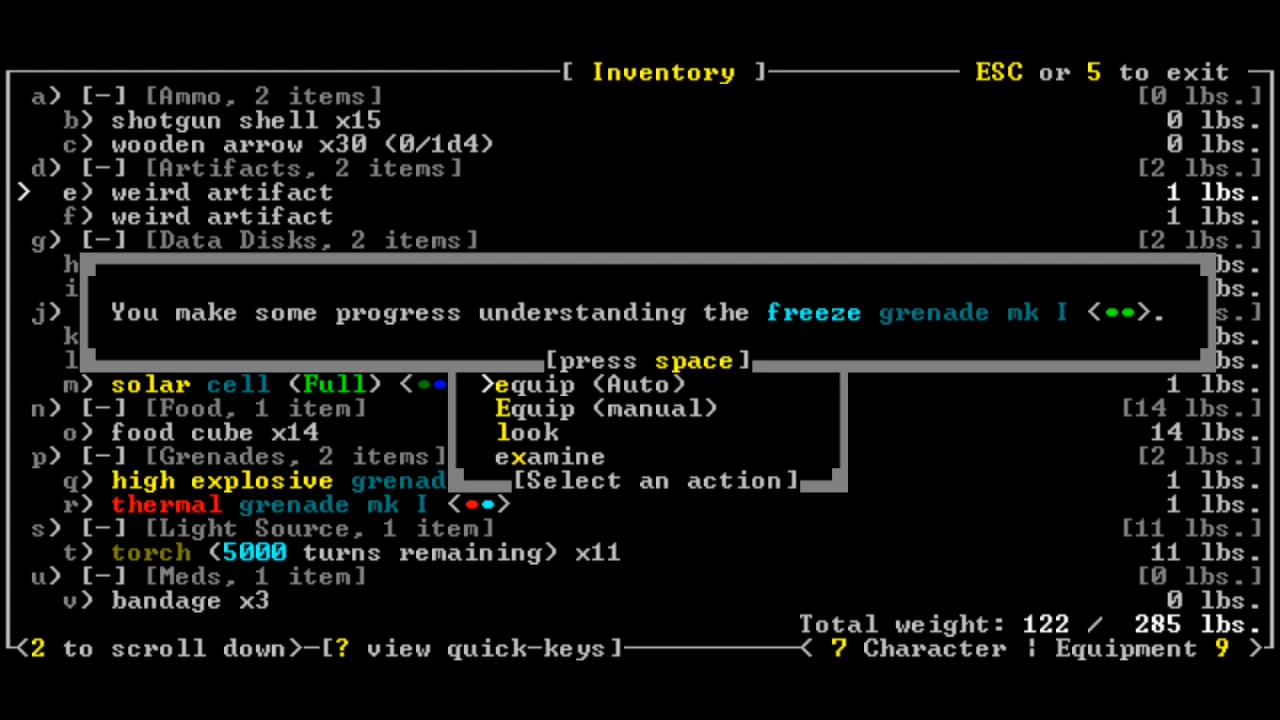 [ Inventory ] ESC or 5 to exit
a) [-] [Ammo, 2 items] [0 lbs.]
b) shotgun shell x15 0 lbs.
c) wooden arrow x30 (0/1d4) 0 lbs.
d) [-] [Artifacts, 2 items] [2 lbs.]
> e) weird artifact 1 lbs.
f) weird artifact 1 lbs.
g) [-] [Data Disks, 2 items] [2 lbs.]
h bs.
i bs.
You make some progress understanding the freeze grenade mk I <••>.
j) s.]
k bs.
l bs.
[press space]
m) solar cell (Full) <•• 1 lbs.
>equip (Auto)
n) [-] [Food, 1 item] [14 lbs.]
Equip (manual)
o) food cube x14 14 lbs.
look
p) [-] [Grenades, 2 items] [2 lbs.]
examine
q) high explosive grenad 1 lbs.
[Select an action]
r) thermal grenade mk I <••> 1 lbs.
s) [-] [Light Source, 1 item] [11 lbs.]
t) torch (5000 turns remaining) x11 11 lbs.
u) [-] [Meds, 1 item] [0 lbs.]
v) bandage x3 0 lbs.
Total weight: 122 / 285 lbs.
<2 to scroll down>-[? view quick-keys] < 7 Character ¦ Equipment 9 >